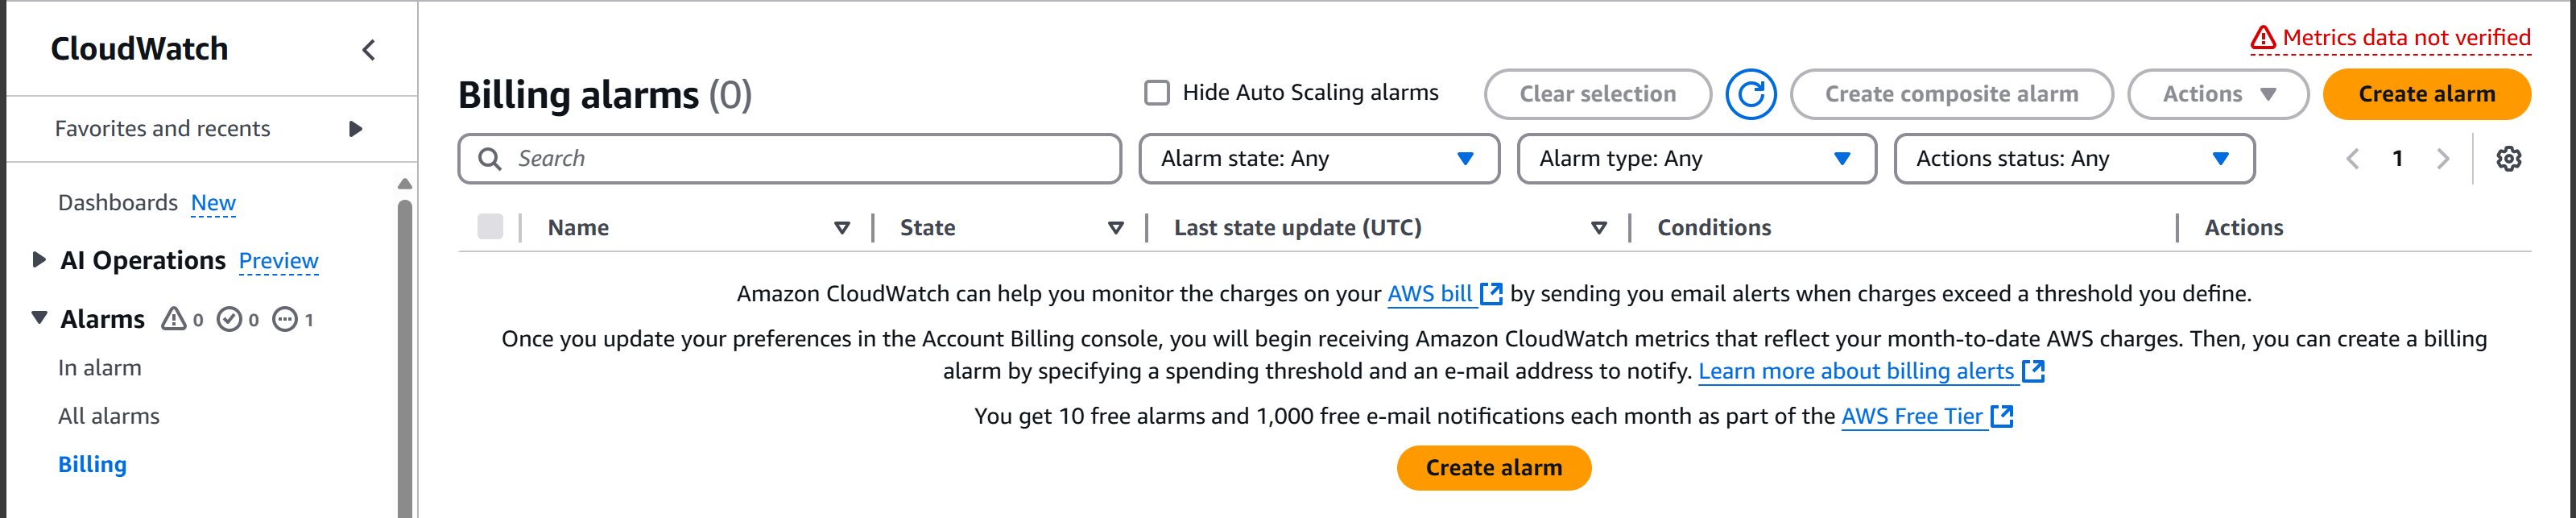 CloudWatch
Favorites and recents
Dashboards New
AI Operations Preview
Alarms 0 0 1
In alarm
All alarms
Billing
Metrics data not verified
Billing alarms (0)
Hide Auto Scaling alarms
Clear selection
Create composite alarm
Actions
Create alarm
Search
Alarm state: Any
Alarm type: Any
Actions status: Any
1
Name
State
Last state update (UTC)
Conditions
Actions
Amazon CloudWatch can help you monitor the charges on your AWS bill by sending you email alerts when charges exceed a threshold you define.
Once you update your preferences in the Account Billing console, you will begin receiving Amazon CloudWatch metrics that reflect your month-to-date AWS charges. Then, you can create a billing
alarm by specifying a spending threshold and an e-mail address to notify. Learn more about billing alerts
You get 10 free alarms and 1,000 free e-mail notifications each month as part of the AWS Free Tier
Create alarm